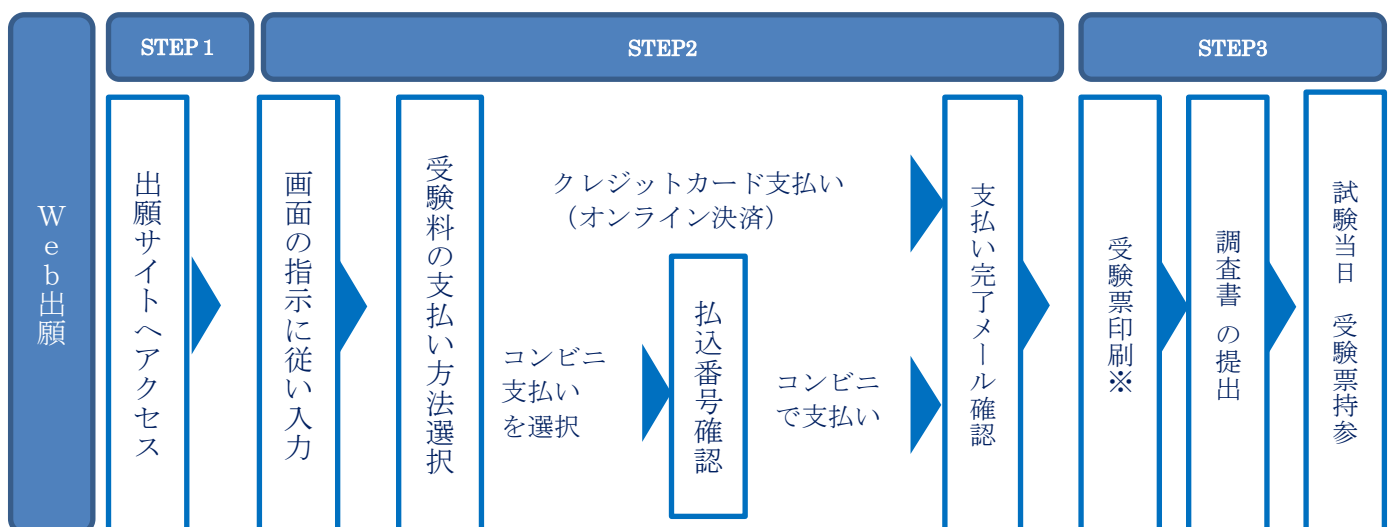 Web出願
STEP１
STEP2
STEP3
出願サイトへアクセス
画面の指示に従い入力
受験料の支払い方法選択
クレジットカード支払い
（オンライン決済）
コンビニ
支払い
を選択
払込番号確認
コンビニ
で支払い
支払い完了メール確認
受験票印刷※
調査書 の提出
試験当日　受験票持参